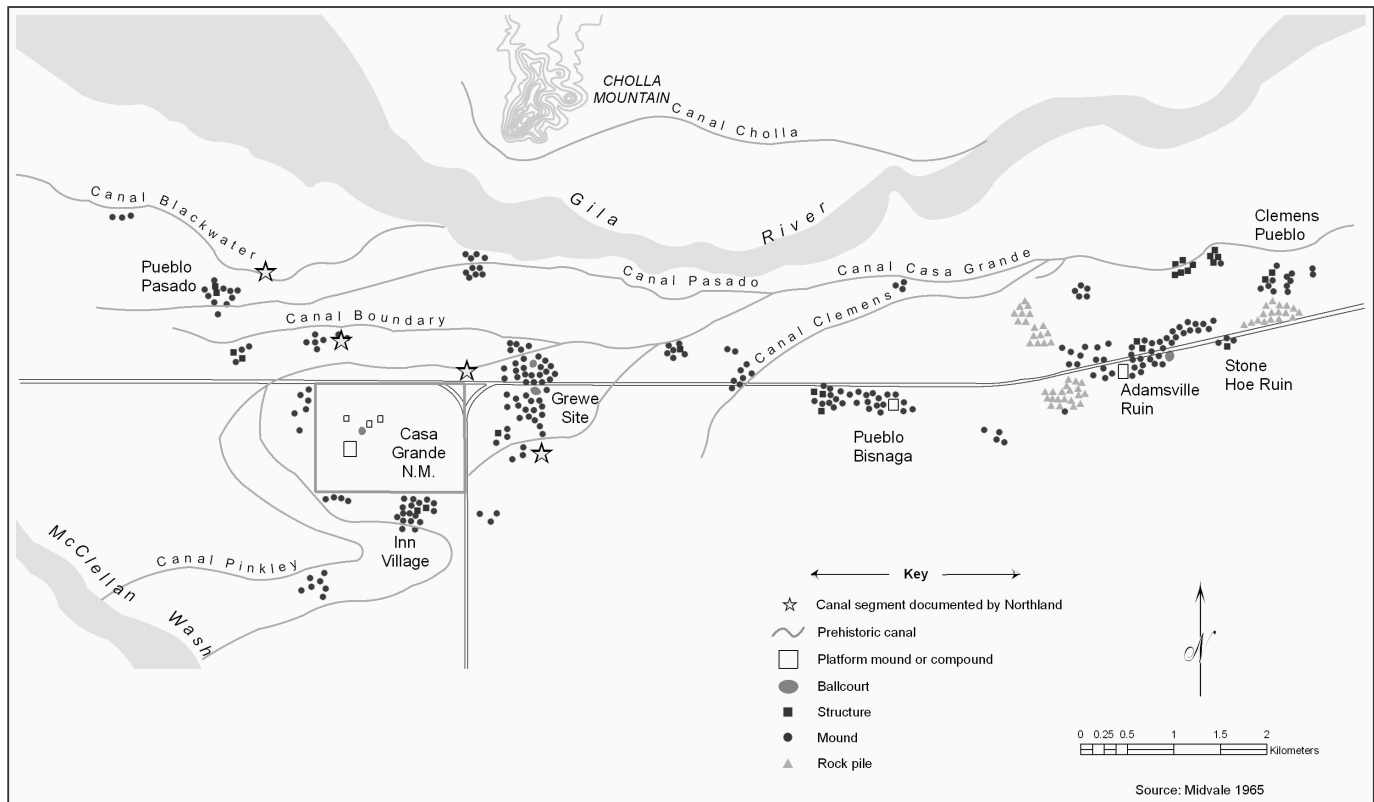 CHOLLA
MOUNTAIN
Canal Cholla
Canal Blackwater
Gila
River
Clemens
Pueblo
Pueblo
Pasado
Canal Pasado
Canal Casa Grande
Canal Boundary
Canal Clemens
Grewe
Site
Casa
Grande
N.M.
Adamsville
Ruin
Stone
Hoe Ruin
Pueblo
Bisnaga
Inn
Village
McClellan
Wash
Canal Pinkley
Key
Canal segment documented by Northland
Prehistoric canal
Platform mound or compound
Ballcourt
Structure
Mound
Rock pile
N
0 0.25 0.5 1 1.5 2
Kilometers
Source: Midvale 1965